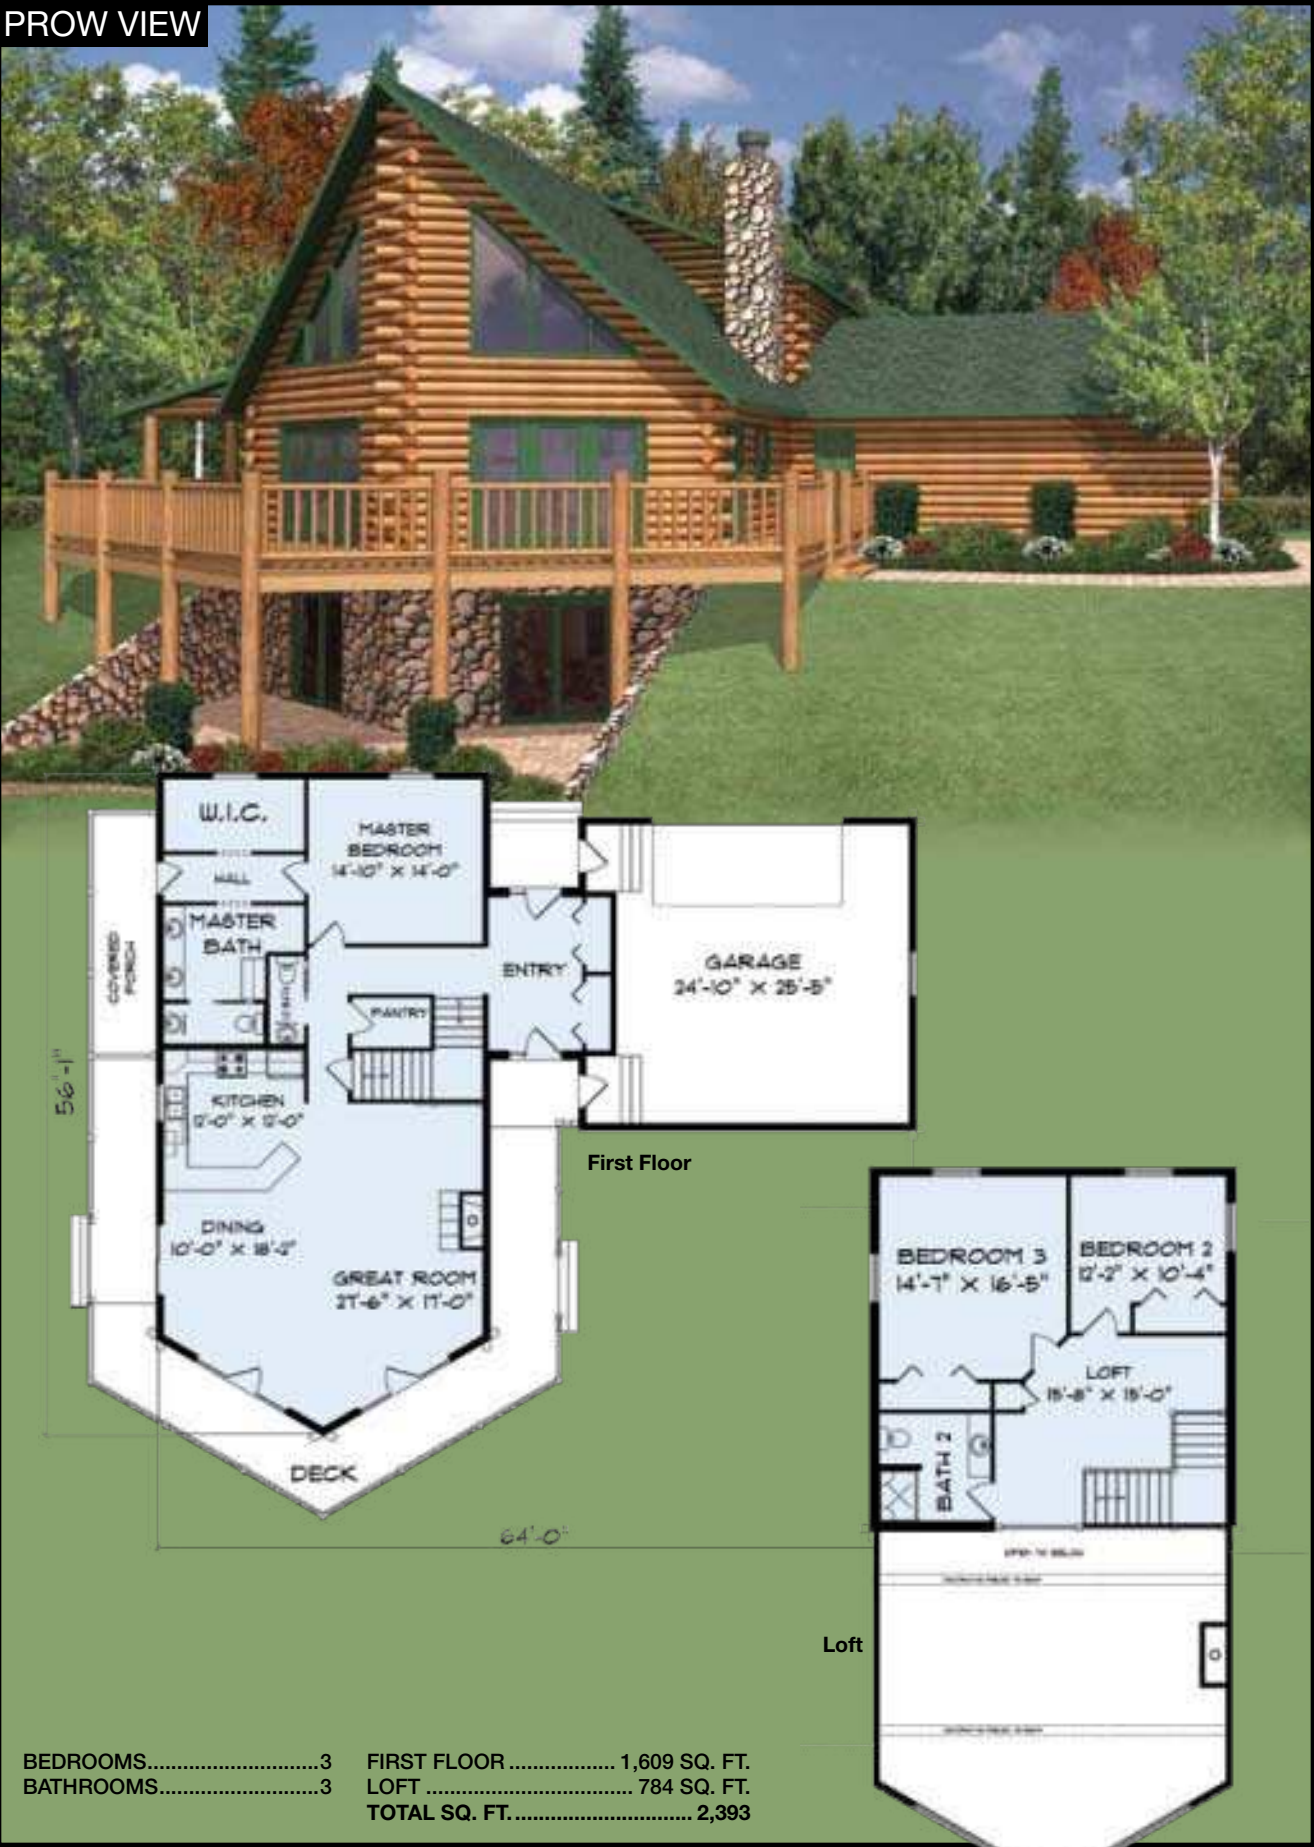 PROW VIEW
W.I.C.
MASTER
BEDROOM
14'-10" X 14'-0"
HALL
MASTER
BATH
COVERED
PORCH
ENTRY
GARAGE
24'-10" X 25'-5"
PANTRY
56'-1"
KITCHEN
12'-0" X 12'-0"
First Floor
DINING
10'-0" X 18'-2"
GREAT ROOM
27'-6" X 17'-0"
DECK
64'-0"
BEDROOM 3
14'-7" X 16'-5"
BEDROOM 2
12'-2" X 10'-4"
LOFT
15'-8" X 15'-0"
BATH 2
OPEN TO BELOW
Loft
BEDROOMS.............................3
BATHROOMS...........................3
FIRST FLOOR .................. 1,609 SQ. FT.
LOFT ................................... 784 SQ. FT.
TOTAL SQ. FT. .............................. 2,393